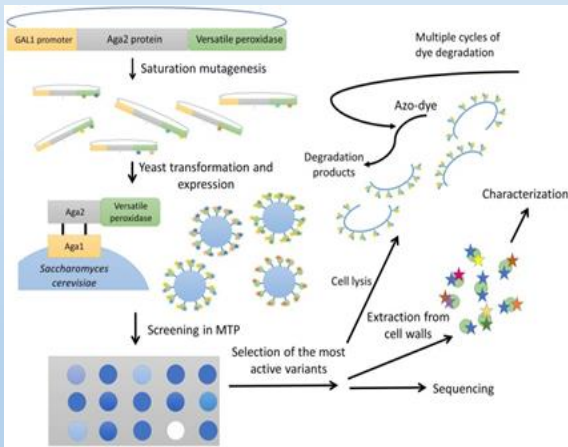 GAL1 promoter
Aga2 protein
Versatile peroxidase
Saturation mutagenesis
Yeast transformation and
expression
Aga2
Versatile
peroxidase
Aga1
Saccharomyces
cerevisiae
Screening in MTP
Selection of the most
active variants
Multiple cycles of
dye degradation
Azo-dye
Degradation
products
Characterization
Cell lysis
Extraction from
cell walls
Sequencing